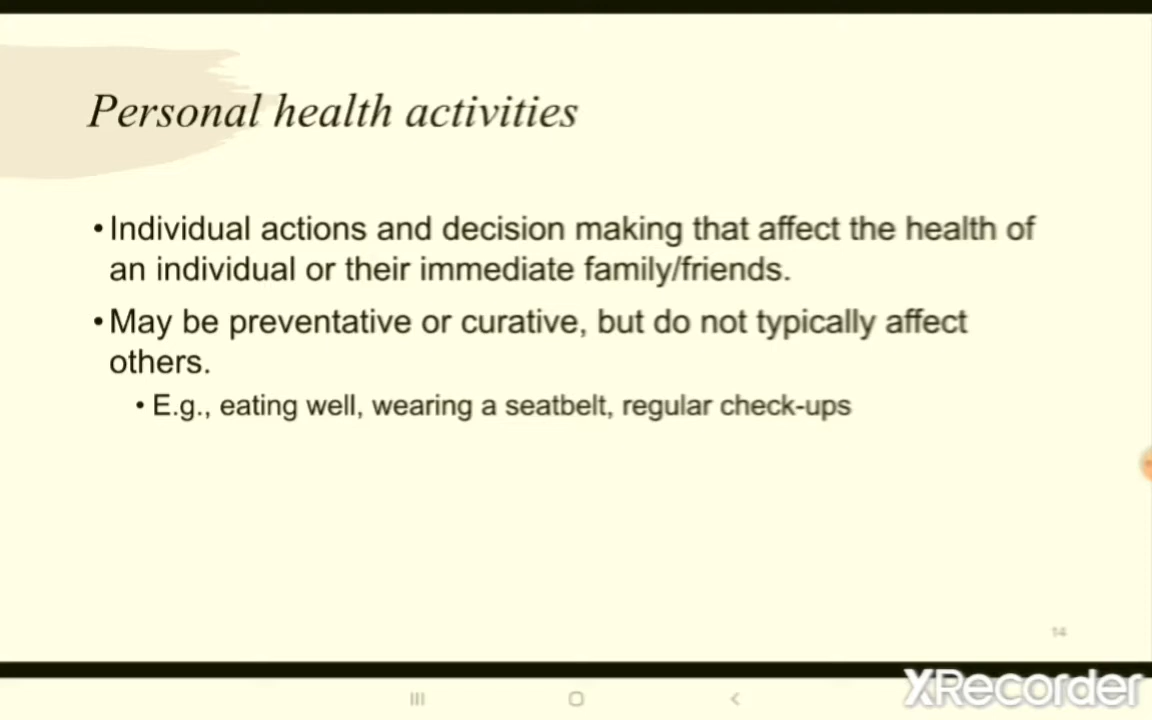 Personal health activities
• Individual actions and decision making that affect the health of
an individual or their immediate family/friends.
• May be preventative or curative, but do not typically affect
others.
• E.g., eating well, wearing a seatbelt, regular check-ups
14
XRecorder